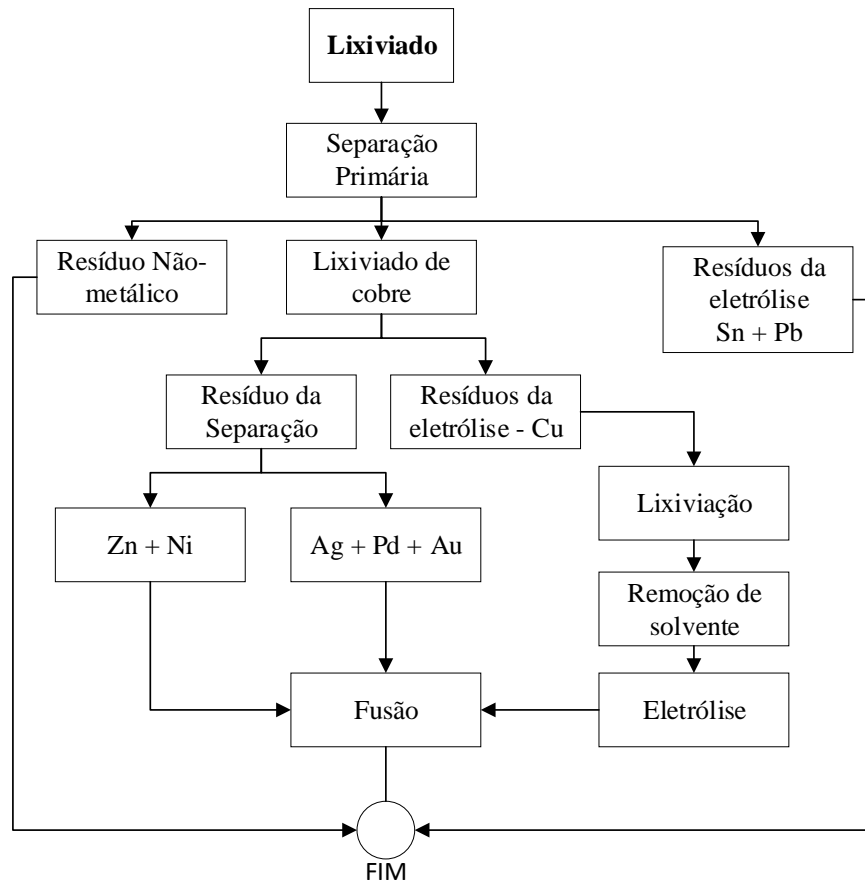 Lixiviado
Separação
Primária
Resíduo Não-
metálico
Lixiviado de
cobre
Resíduos da
eletrólise
Sn + Pb
Resíduo da
Separação
Resíduos da
eletrólise - Cu
Lixiviação
Zn + Ni
Ag + Pd + Au
Remoção de
solvente
Fusão
Eletrólise
FIM